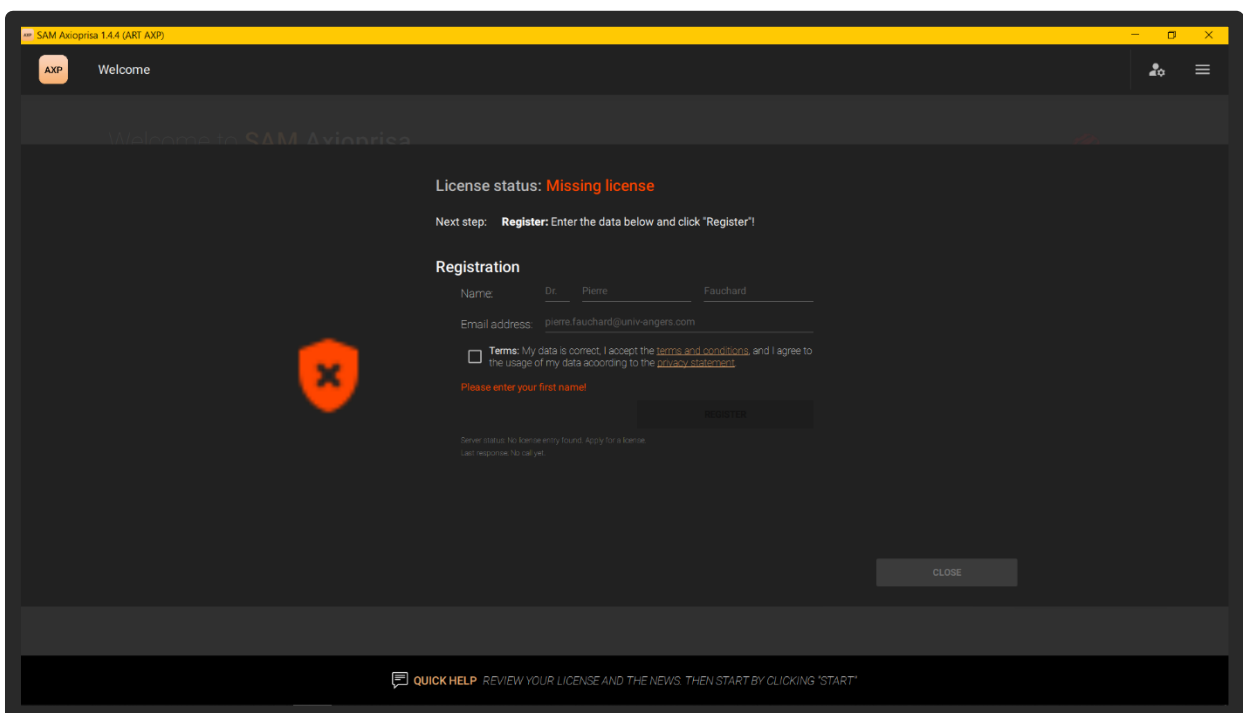 AXP SAM Axioprisa 1.4.4 (ART AXP)
AXP Welcome
Welcome to SAM Axioprisa
License status: Missing license
Next step: Register: Enter the data below and click "Register"!
Registration
Name: Dr. Pierre Fauchard
Email address: pierre.fauchard@univ-angers.com
Terms: My data is correct, I accept the terms and conditions, and I agree to
the usage of my data according to the privacy statement.
Please enter your first name!
REGISTER
Server status: No license entry found. Apply for a license.
Last response: No call yet.
CLOSE
QUICK HELP REVIEW YOUR LICENSE AND THE NEWS. THEN START BY CLICKING "START"